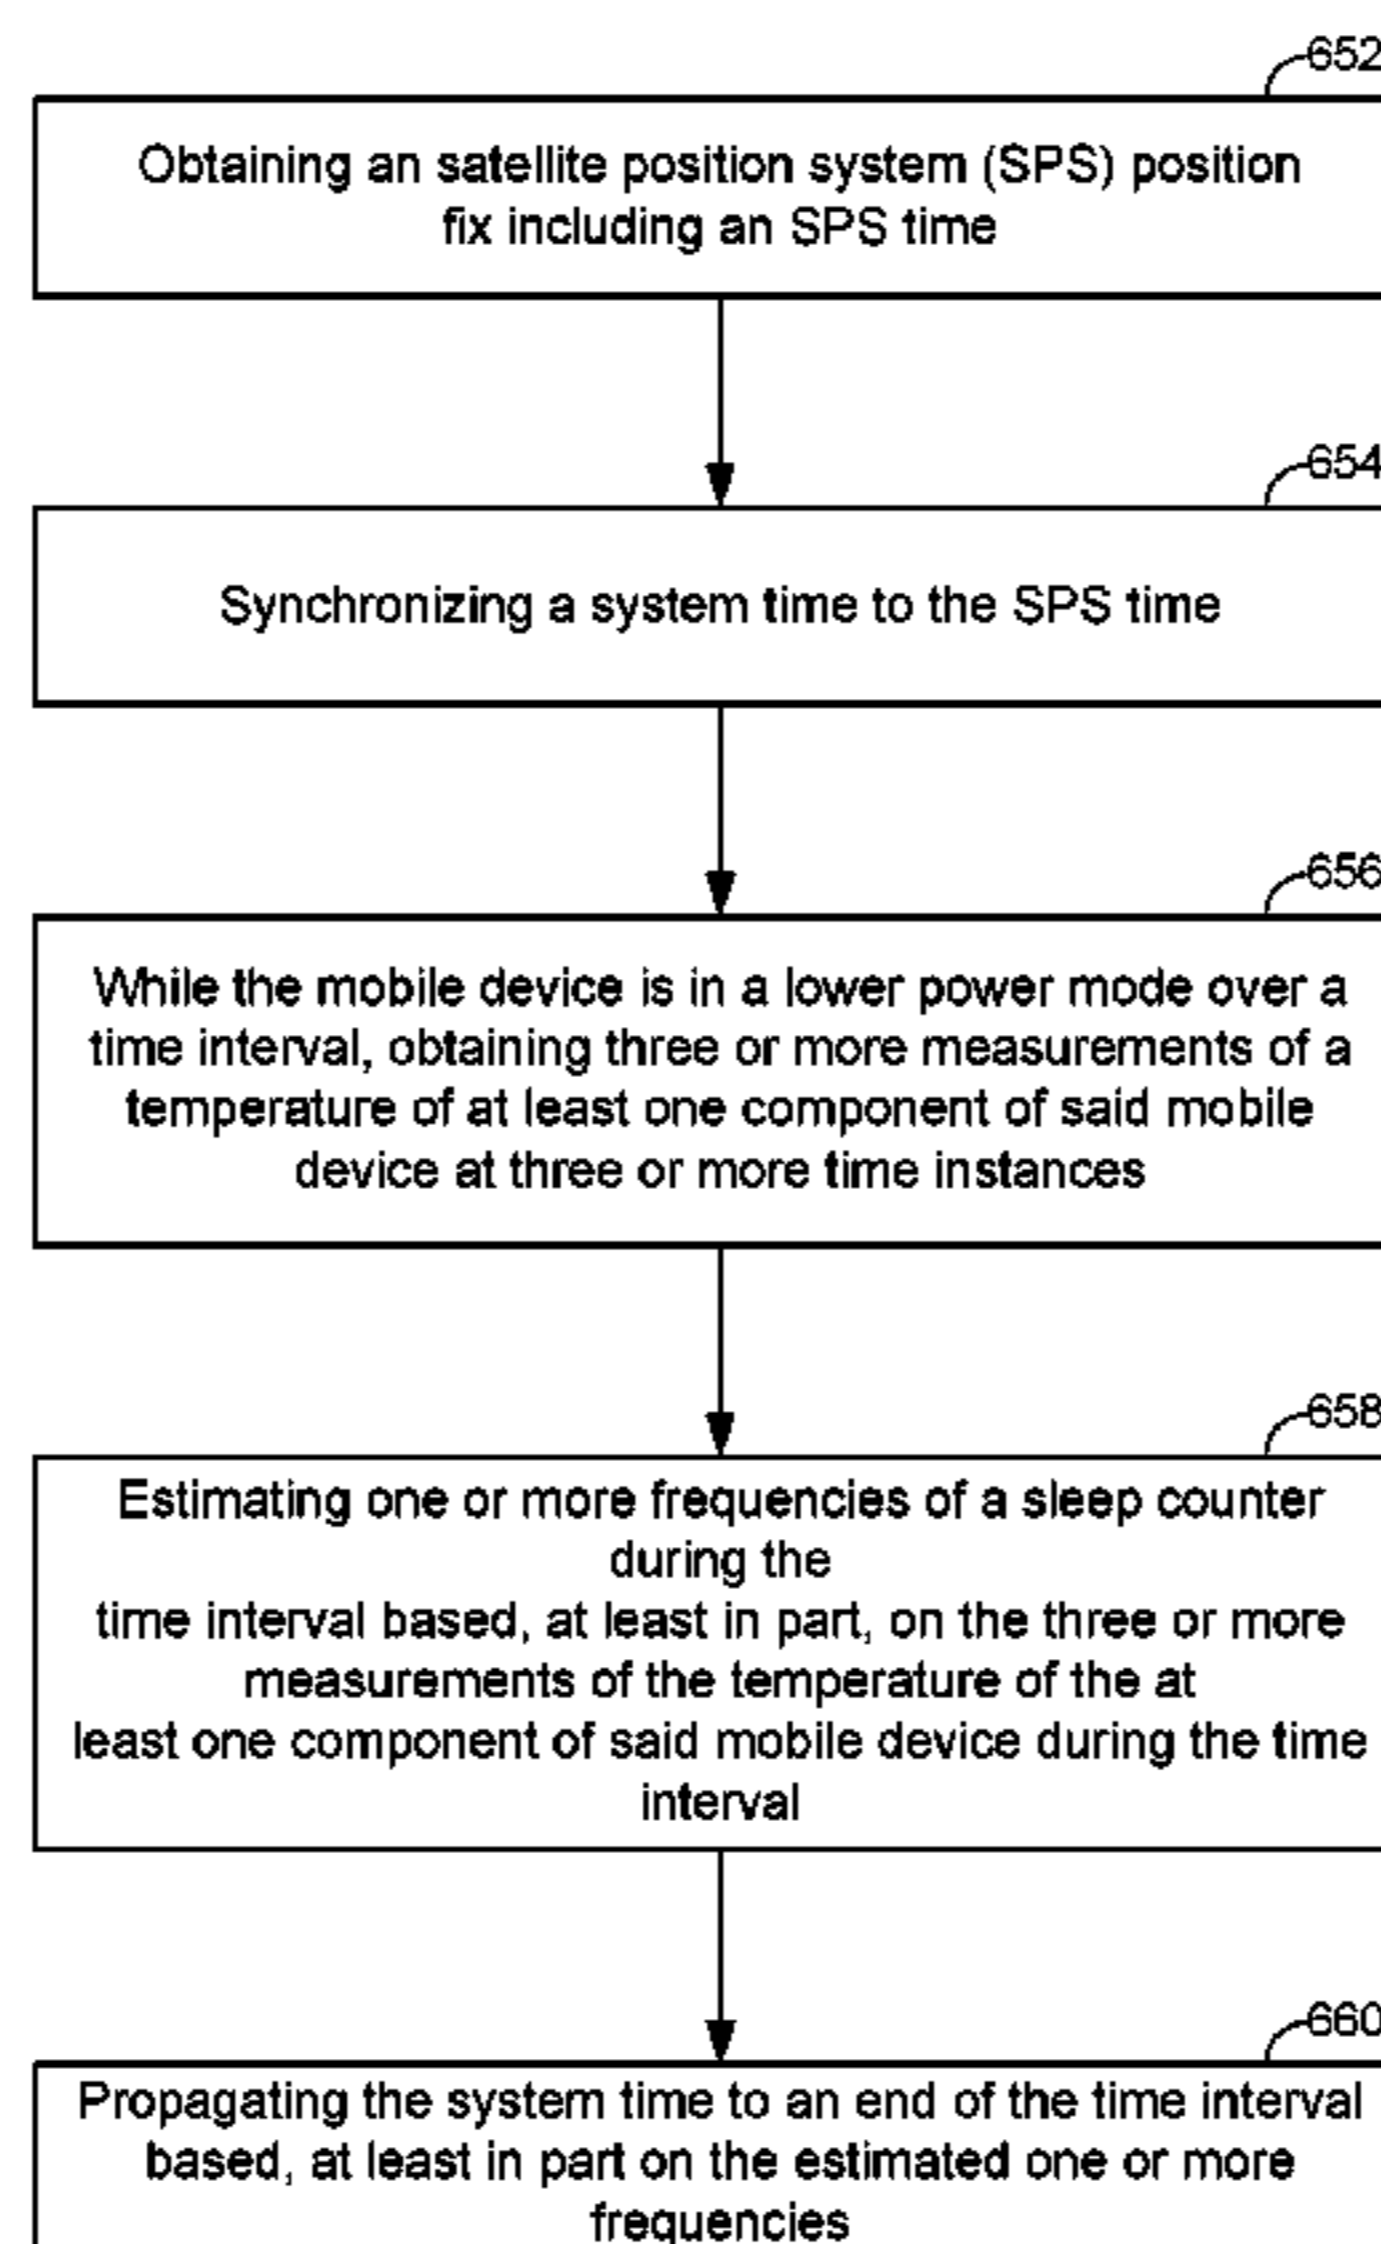 652
Obtaining an satellite position system (SPS) position
fix including an SPS time
654
Synchronizing a system time to the SPS time
656
While the mobile device is in a lower power mode over a
time interval, obtaining three or more measurements of a
temperature of at least one component of said mobile
device at three or more time instances
658
Estimating one or more frequencies of a sleep counter
during the
time interval based, at least in part, on the three or more
measurements of the temperature of the at
least one component of said mobile device during the time
interval
660
Propagating the system time to an end of the time interval
based, at least in part on the estimated one or more
frequencies